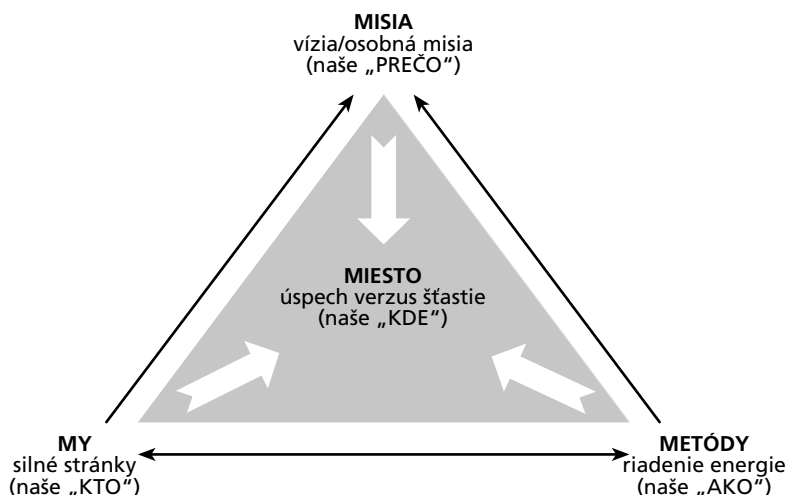 MISIA
vízia/osobná misia
(naše „PREČO“)
MIESTO
úspech verzus šťastie
(naše „KDE“)
MY
silné stránky
(naše „KTO“)
METÓDY
riadenie energie
(naše „AKO“)